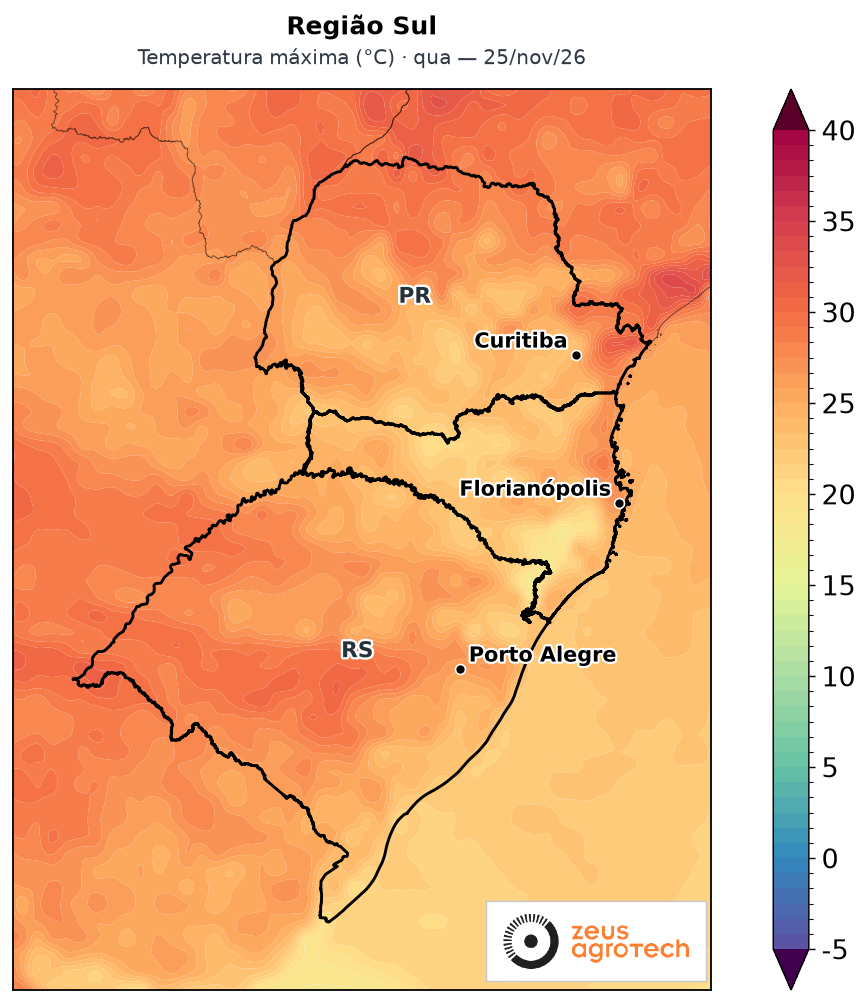 Região Sul
Temperatura máxima (°C) · qua — 25/nov/26
PR
Curitiba
Florianópolis
RS
Porto Alegre
40
35
30
25
20
15
10
5
0
-5
zeus
agrotech